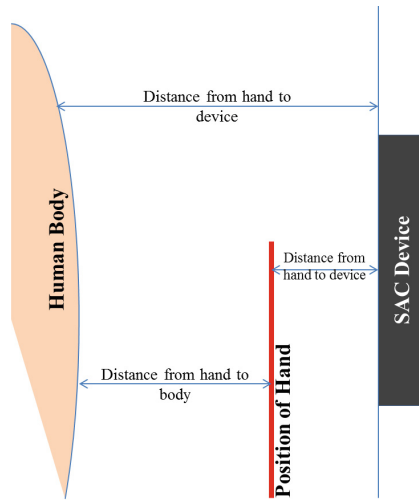 Distance from hand to
device
Human Body
SAC Device
Distance from
hand to device
Distance from hand to
body
Position of Hand